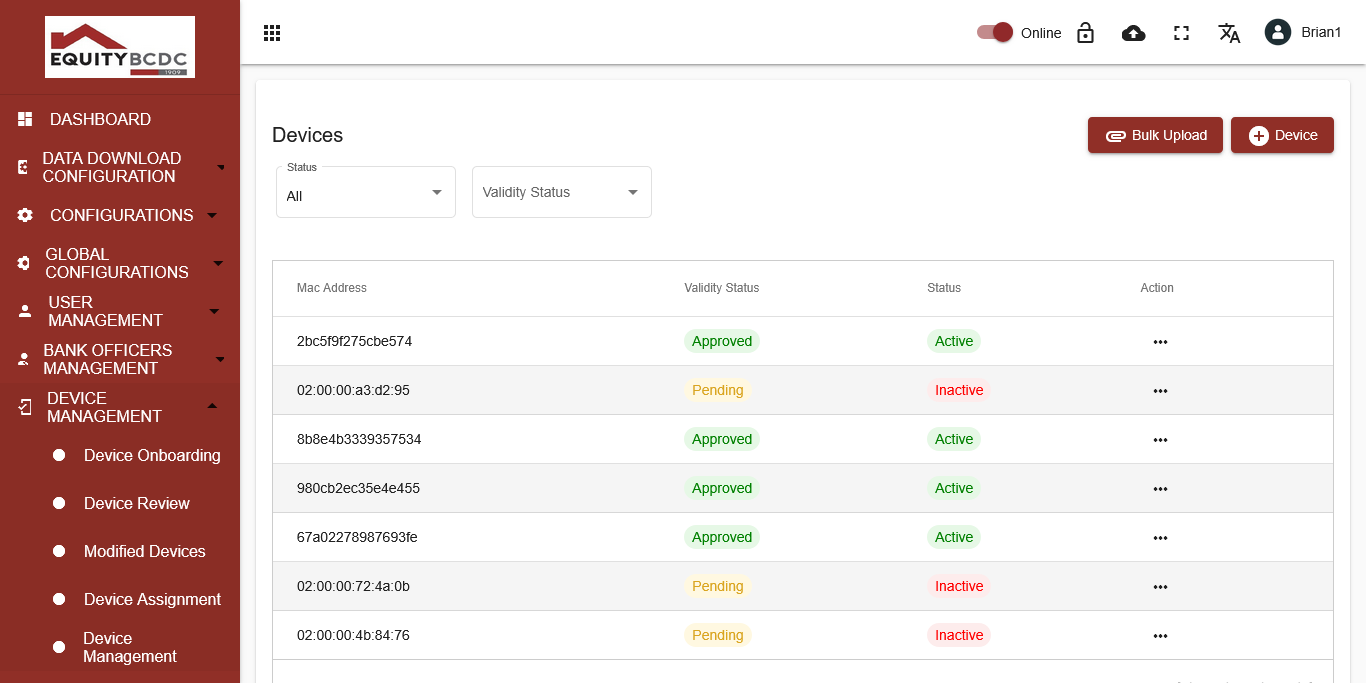 EQUITYBCDC
1909
Online
Brian1
DASHBOARD
DATA DOWNLOAD
CONFIGURATION
CONFIGURATIONS
GLOBAL
CONFIGURATIONS
USER
MANAGEMENT
BANK OFFICERS
MANAGEMENT
DEVICE
MANAGEMENT
Device Onboarding
Device Review
Modified Devices
Device Assignment
Device
Management
Devices
Bulk Upload
Device
Status
All
Validity Status
Mac Address Validity Status Status Action
2bc5f9f275cbe574 Approved Active
02:00:00:a3:d2:95 Pending Inactive
8b8e4b3339357534 Approved Active
980cb2ec35e4e455 Approved Active
67a02278987693fe Approved Active
02:00:00:72:4a:0b Pending Inactive
02:00:00:4b:84:76 Pending Inactive